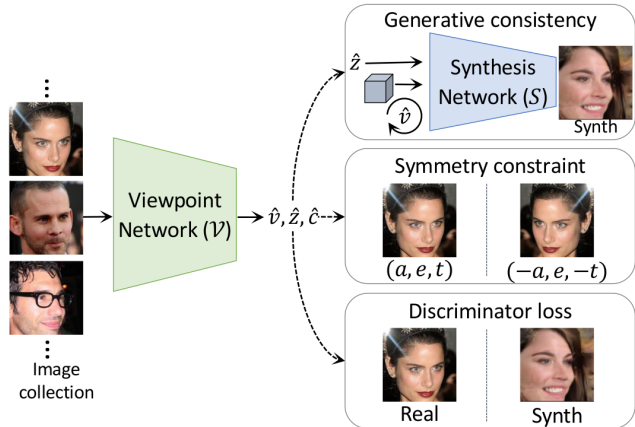 Image
collection
Viewpoint
Network (𝒱)
v̂, ẑ, ĉ
Generative consistency
ẑ
v̂
Synthesis
Network (S)
Synth
Symmetry constraint
(a, e, t)
(−a, e, −t)
Discriminator loss
Real
Synth